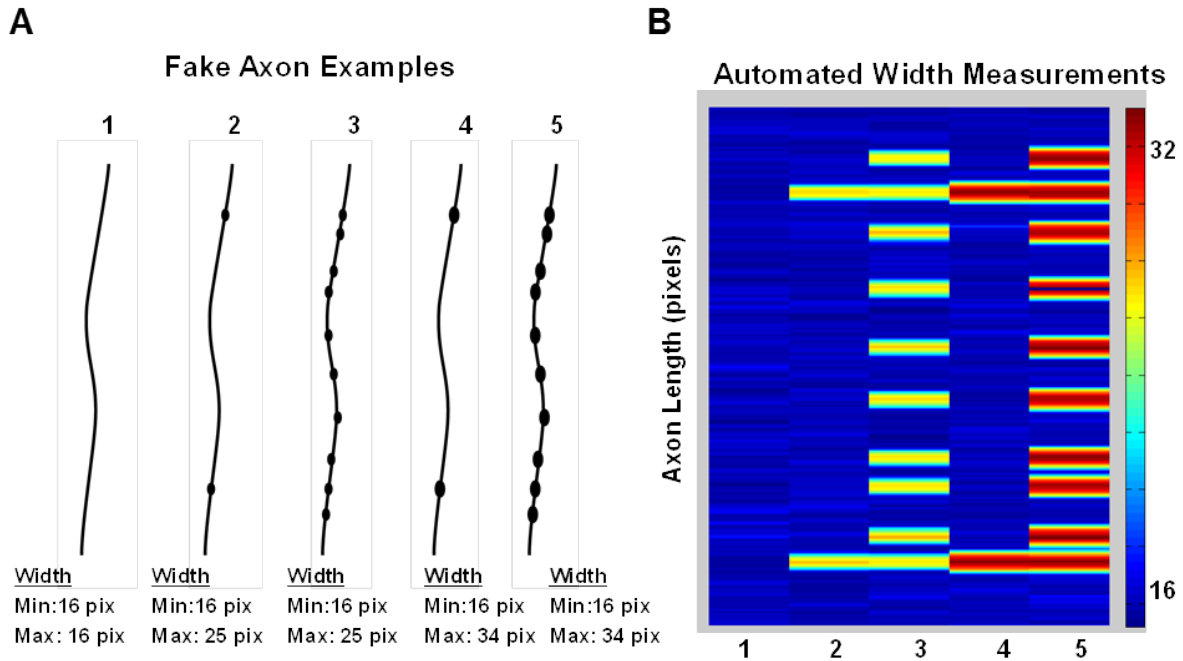 A
Fake Axon Examples
1 2 3 4 5
Width Width Width Width Width
Min:16 pix Min:16 pix Min:16 pix Min:16 pix Min:16 pix
Max: 16 pix Max: 25 pix Max: 25 pix Max: 34 pix Max: 34 pix
B
Automated Width Measurements
Axon Length (pixels)
32
16
1 2 3 4 5